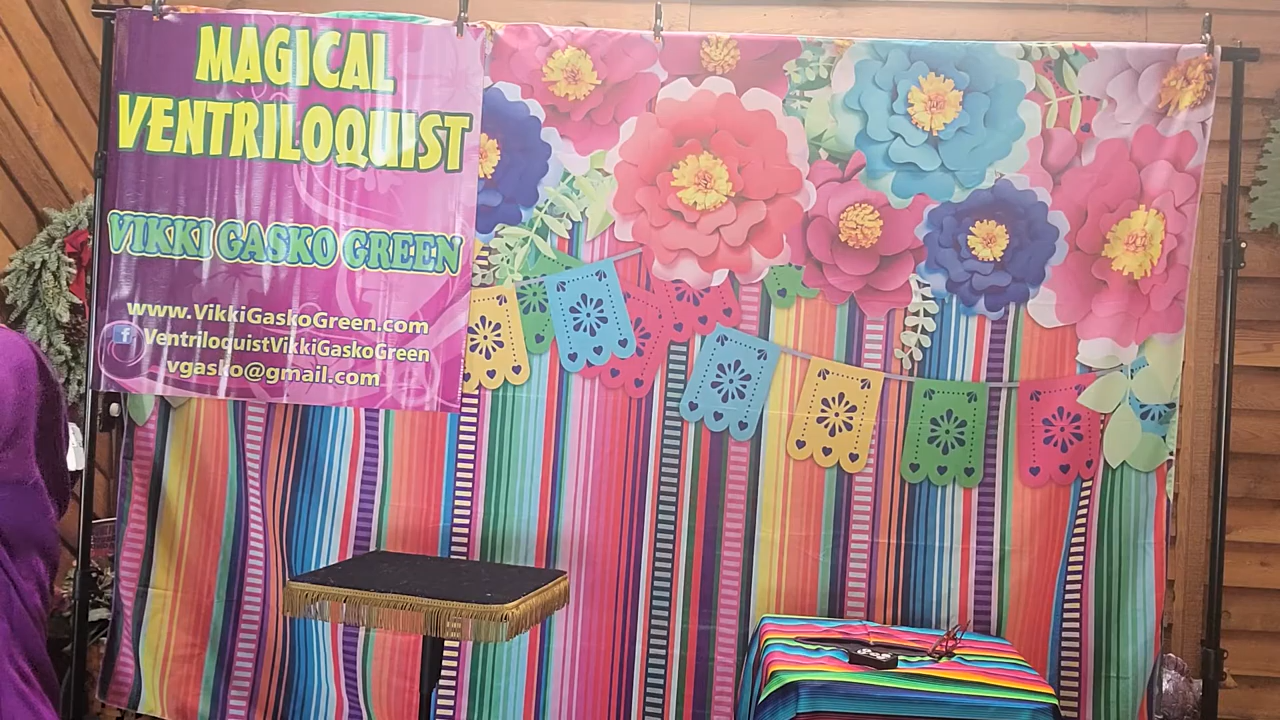 MAGICAL
VENTRILOQUIST
VIKKI GASKO GREEN
www.VikkiGaskoGreen.com
f VentriloquistVikkiGaskoGreen
vgasko@gmail.com